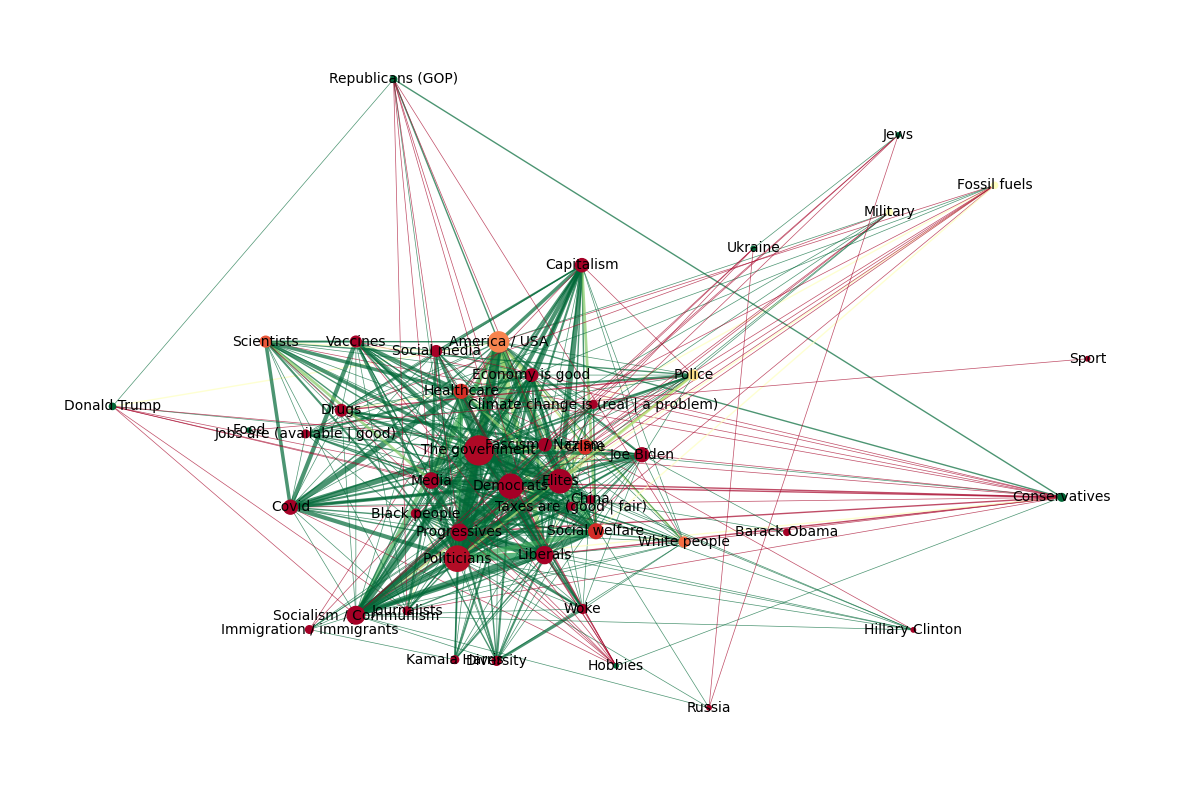 Republicans (GOP)
Jews
Fossil fuels
Military
Ukraine
Capitalism
Scientists
Vaccines
America / USA
Social media
Sport
Economy is good
Police
Healthcare
Climate change is (real | a problem)
Donald Trump
Drugs
Food
Jobs are (available | good)
Fascism / Nazism
Crime
The government
Joe Biden
Media
Democrats
Elites
Conservatives
China
Covid
Taxes are (good | fair)
Black people
Progressives
Social welfare
Barack Obama
White people
Politicians
Liberals
Woke
Journalists
Socialism / Communism
Immigration / Immigrants
Hillary Clinton
Kamala Harris
Diversity
Hobbies
Russia